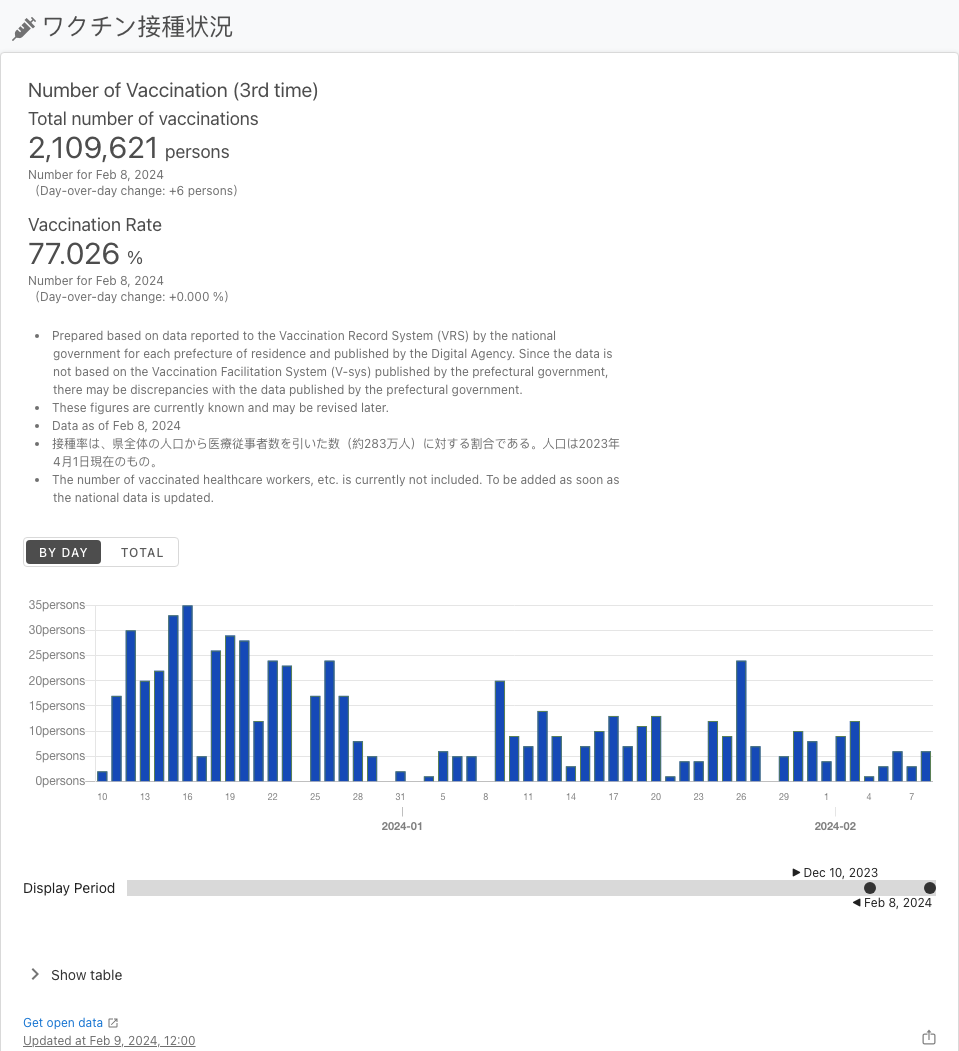 ワクチン接種状況
Number of Vaccination (3rd time)
Total number of vaccinations
2,109,621 persons
Number for Feb 8, 2024
(Day-over-day change: +6 persons)
Vaccination Rate
77.026 %
Number for Feb 8, 2024
(Day-over-day change: +0.000 %)
• Prepared based on data reported to the Vaccination Record System (VRS) by the national
government for each prefecture of residence and published by the Digital Agency. Since the data is
not based on the Vaccination Facilitation System (V-sys) published by the prefectural government,
there may be discrepancies with the data published by the prefectural government.
• These figures are currently known and may be revised later.
• Data as of Feb 8, 2024
• 接種率は、県全体の人口から医療従事者数を引いた数（約283万人）に対する割合である。人口は2023年
4月1日現在のもの。
• The number of vaccinated healthcare workers, etc. is currently not included. To be added as soon as
the national data is updated.
BY DAY TOTAL
35persons
30persons
25persons
20persons
15persons
10persons
5persons
0persons
10 13 16 19 22 25 28 31 5 8 11 14 17 20 23 26 29 1 4 7
2024-01 2024-02
Dec 10, 2023
Display Period
Feb 8, 2024
Show table
Get open data
Updated at Feb 9, 2024, 12:00